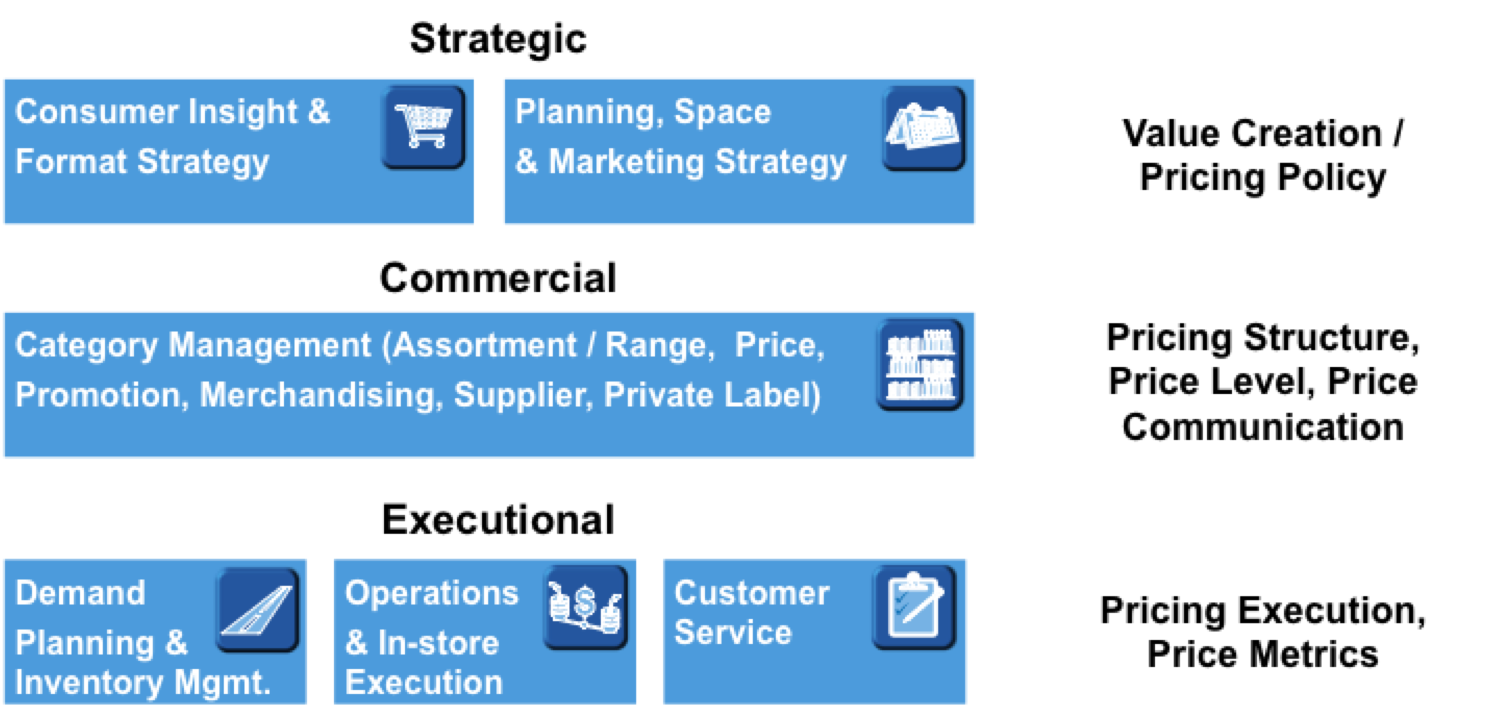 Strategic
Consumer Insight &
Format Strategy
Planning, Space
& Marketing Strategy
Value Creation /
Pricing Policy
Commercial
Category Management (Assortment / Range,  Price,
Promotion, Merchandising, Supplier, Private Label)
Pricing Structure,
Price Level, Price
Communication
Executional
Demand
Planning &
Inventory Mgmt.
Operations
& In-store
Execution
$
Customer
Service
Pricing Execution,
Price Metrics